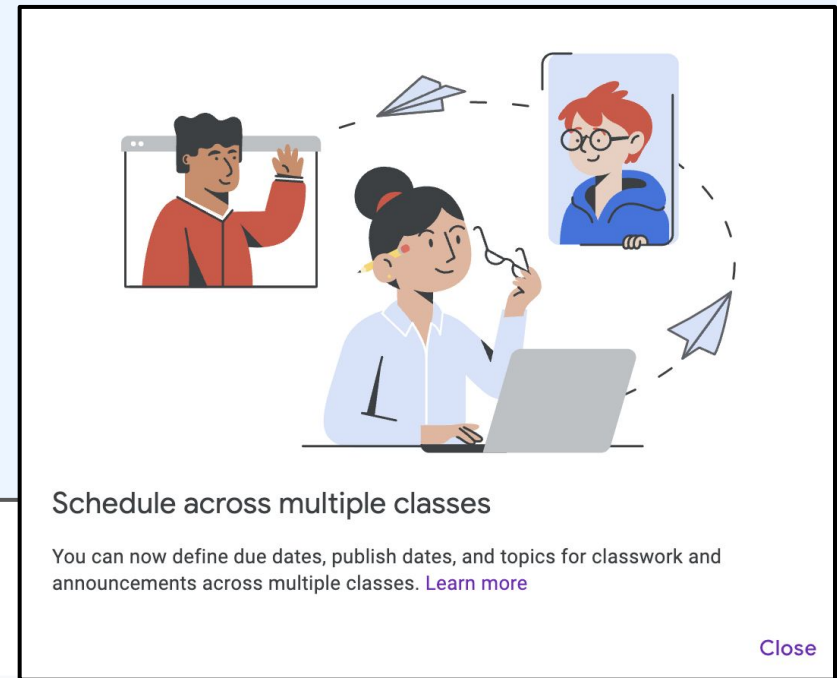 Schedule across multiple classes
You can now define due dates, publish dates, and topics for classwork and
announcements across multiple classes. Learn more
Close